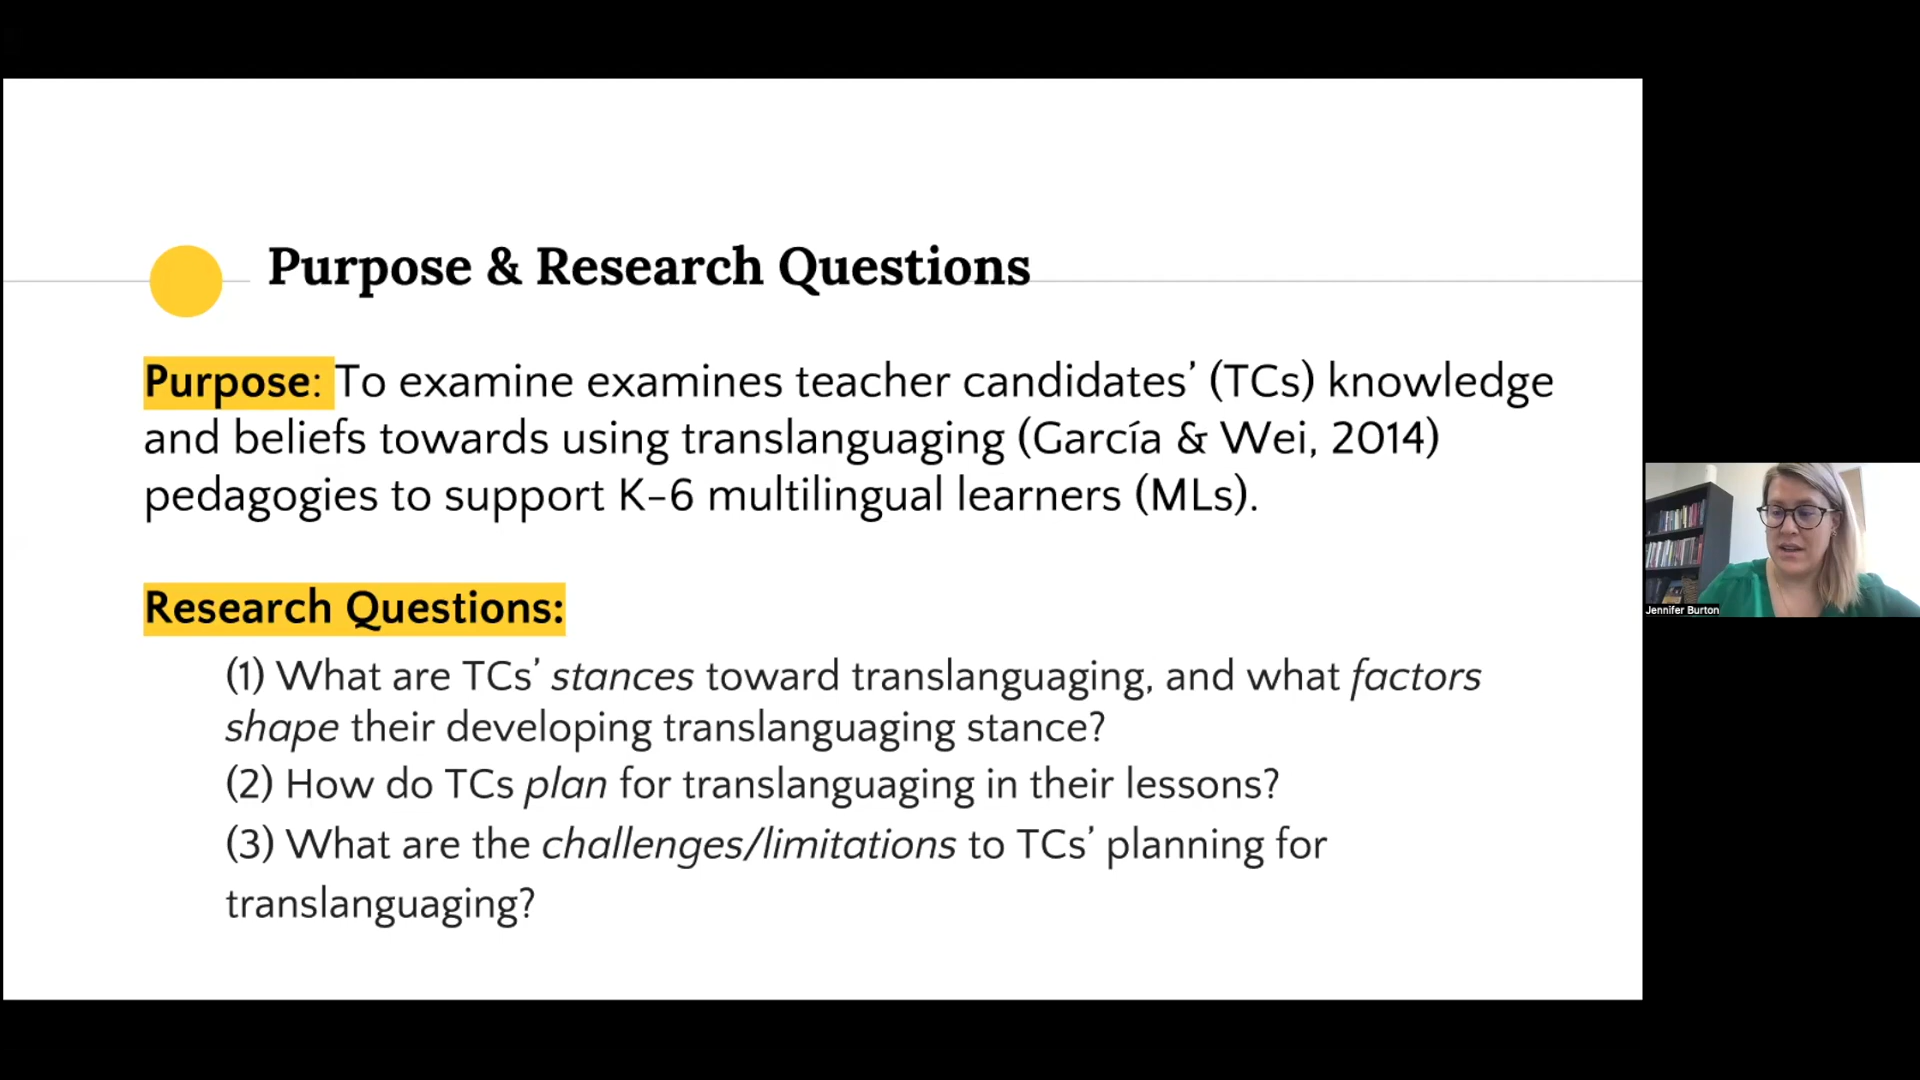 Purpose & Research Questions
Purpose: To examine examines teacher candidates’ (TCs) knowledge
and beliefs towards using translanguaging (García & Wei, 2014)
pedagogies to support K–6 multilingual learners (MLs).
Research Questions:
(1) What are TCs’ stances toward translanguaging, and what factors
shape their developing translanguaging stance?
(2) How do TCs plan for translanguaging in their lessons?
(3) What are the challenges/limitations to TCs’ planning for
translanguaging?
Jennifer Burton